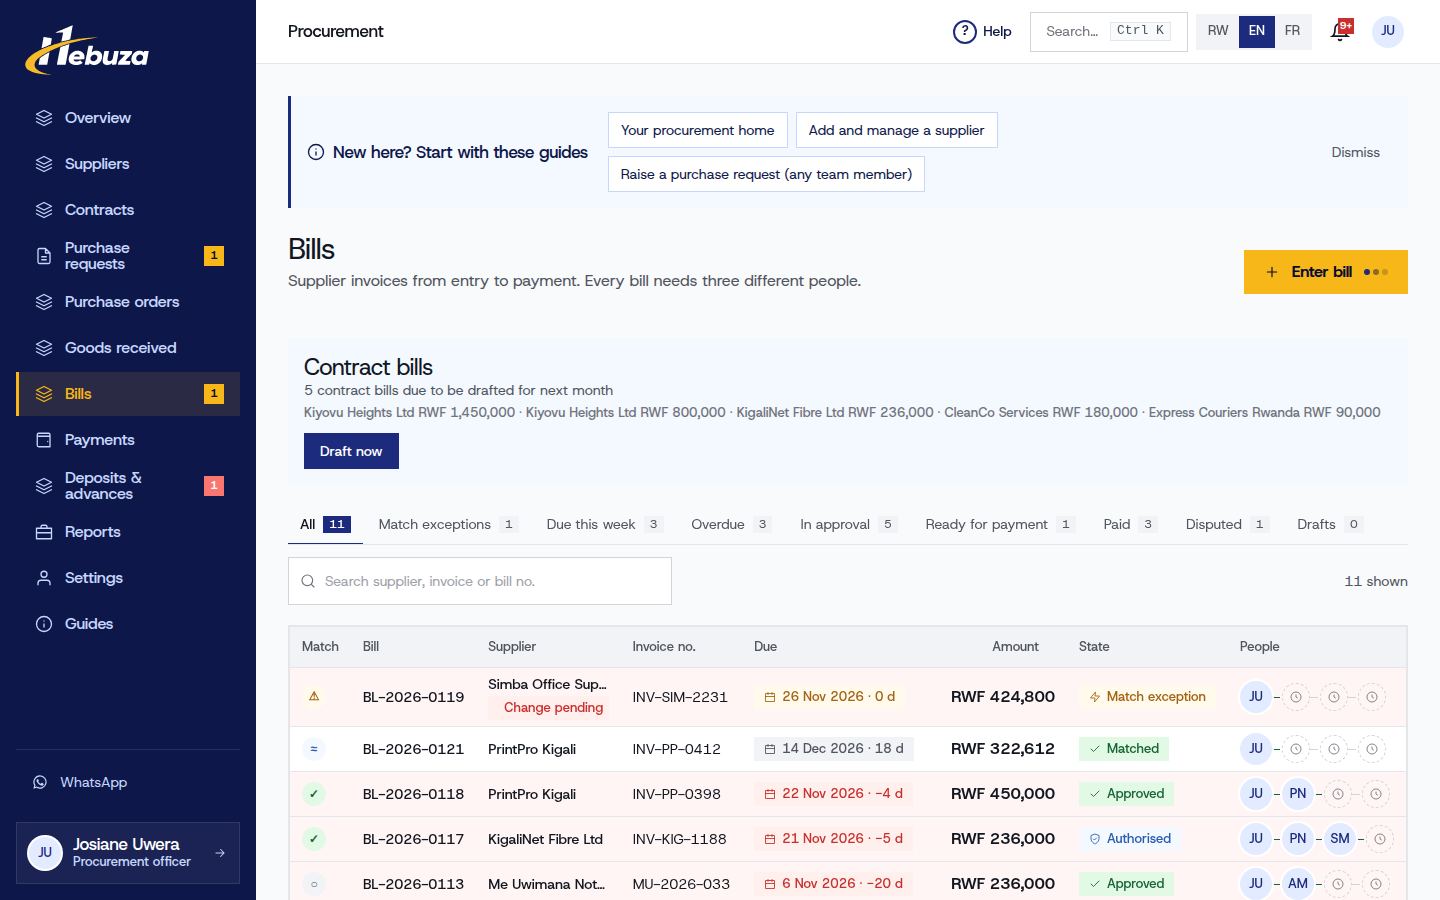 Hebuza
Overview
Suppliers
Contracts
Purchase requests 1
Purchase orders
Goods received
Bills 1
Payments
Deposits & advances 1
Reports
Settings
Guides
WhatsApp
JU Josiane Uwera
Procurement officer
Procurement
? Help
Search... Ctrl K
RW EN FR
9+
JU
New here? Start with these guides
Your procurement home
Add and manage a supplier
Raise a purchase request (any team member)
Dismiss
Bills
Supplier invoices from entry to payment. Every bill needs three different people.
+ Enter bill
Contract bills
5 contract bills due to be drafted for next month
Kiyovu Heights Ltd RWF 1,450,000 · Kiyovu Heights Ltd RWF 800,000 · KigaliNet Fibre Ltd RWF 236,000 · CleanCo Services RWF 180,000 · Express Couriers Rwanda RWF 90,000
Draft now
All 11 Match exceptions 1 Due this week 3 Overdue 3 In approval 5 Ready for payment 1 Paid 3 Disputed 1 Drafts 0
Search supplier, invoice or bill no.
11 shown
Match Bill Supplier Invoice no. Due Amount State People
⚠ BL-2026-0119 Simba Office Sup... Change pending INV-SIM-2231 26 Nov 2026 · 0 d RWF 424,800 Match exception JU
≈ BL-2026-0121 PrintPro Kigali INV-PP-0412 14 Dec 2026 · 18 d RWF 322,612 Matched JU
✓ BL-2026-0118 PrintPro Kigali INV-PP-0398 22 Nov 2026 · -4 d RWF 450,000 Approved JU PN
✓ BL-2026-0117 KigaliNet Fibre Ltd INV-KIG-1188 21 Nov 2026 · -5 d RWF 236,000 Authorised JU PN SM
○ BL-2026-0113 Me Uwimana Not... MU-2026-033 6 Nov 2026 · -20 d RWF 236,000 Approved JU AM